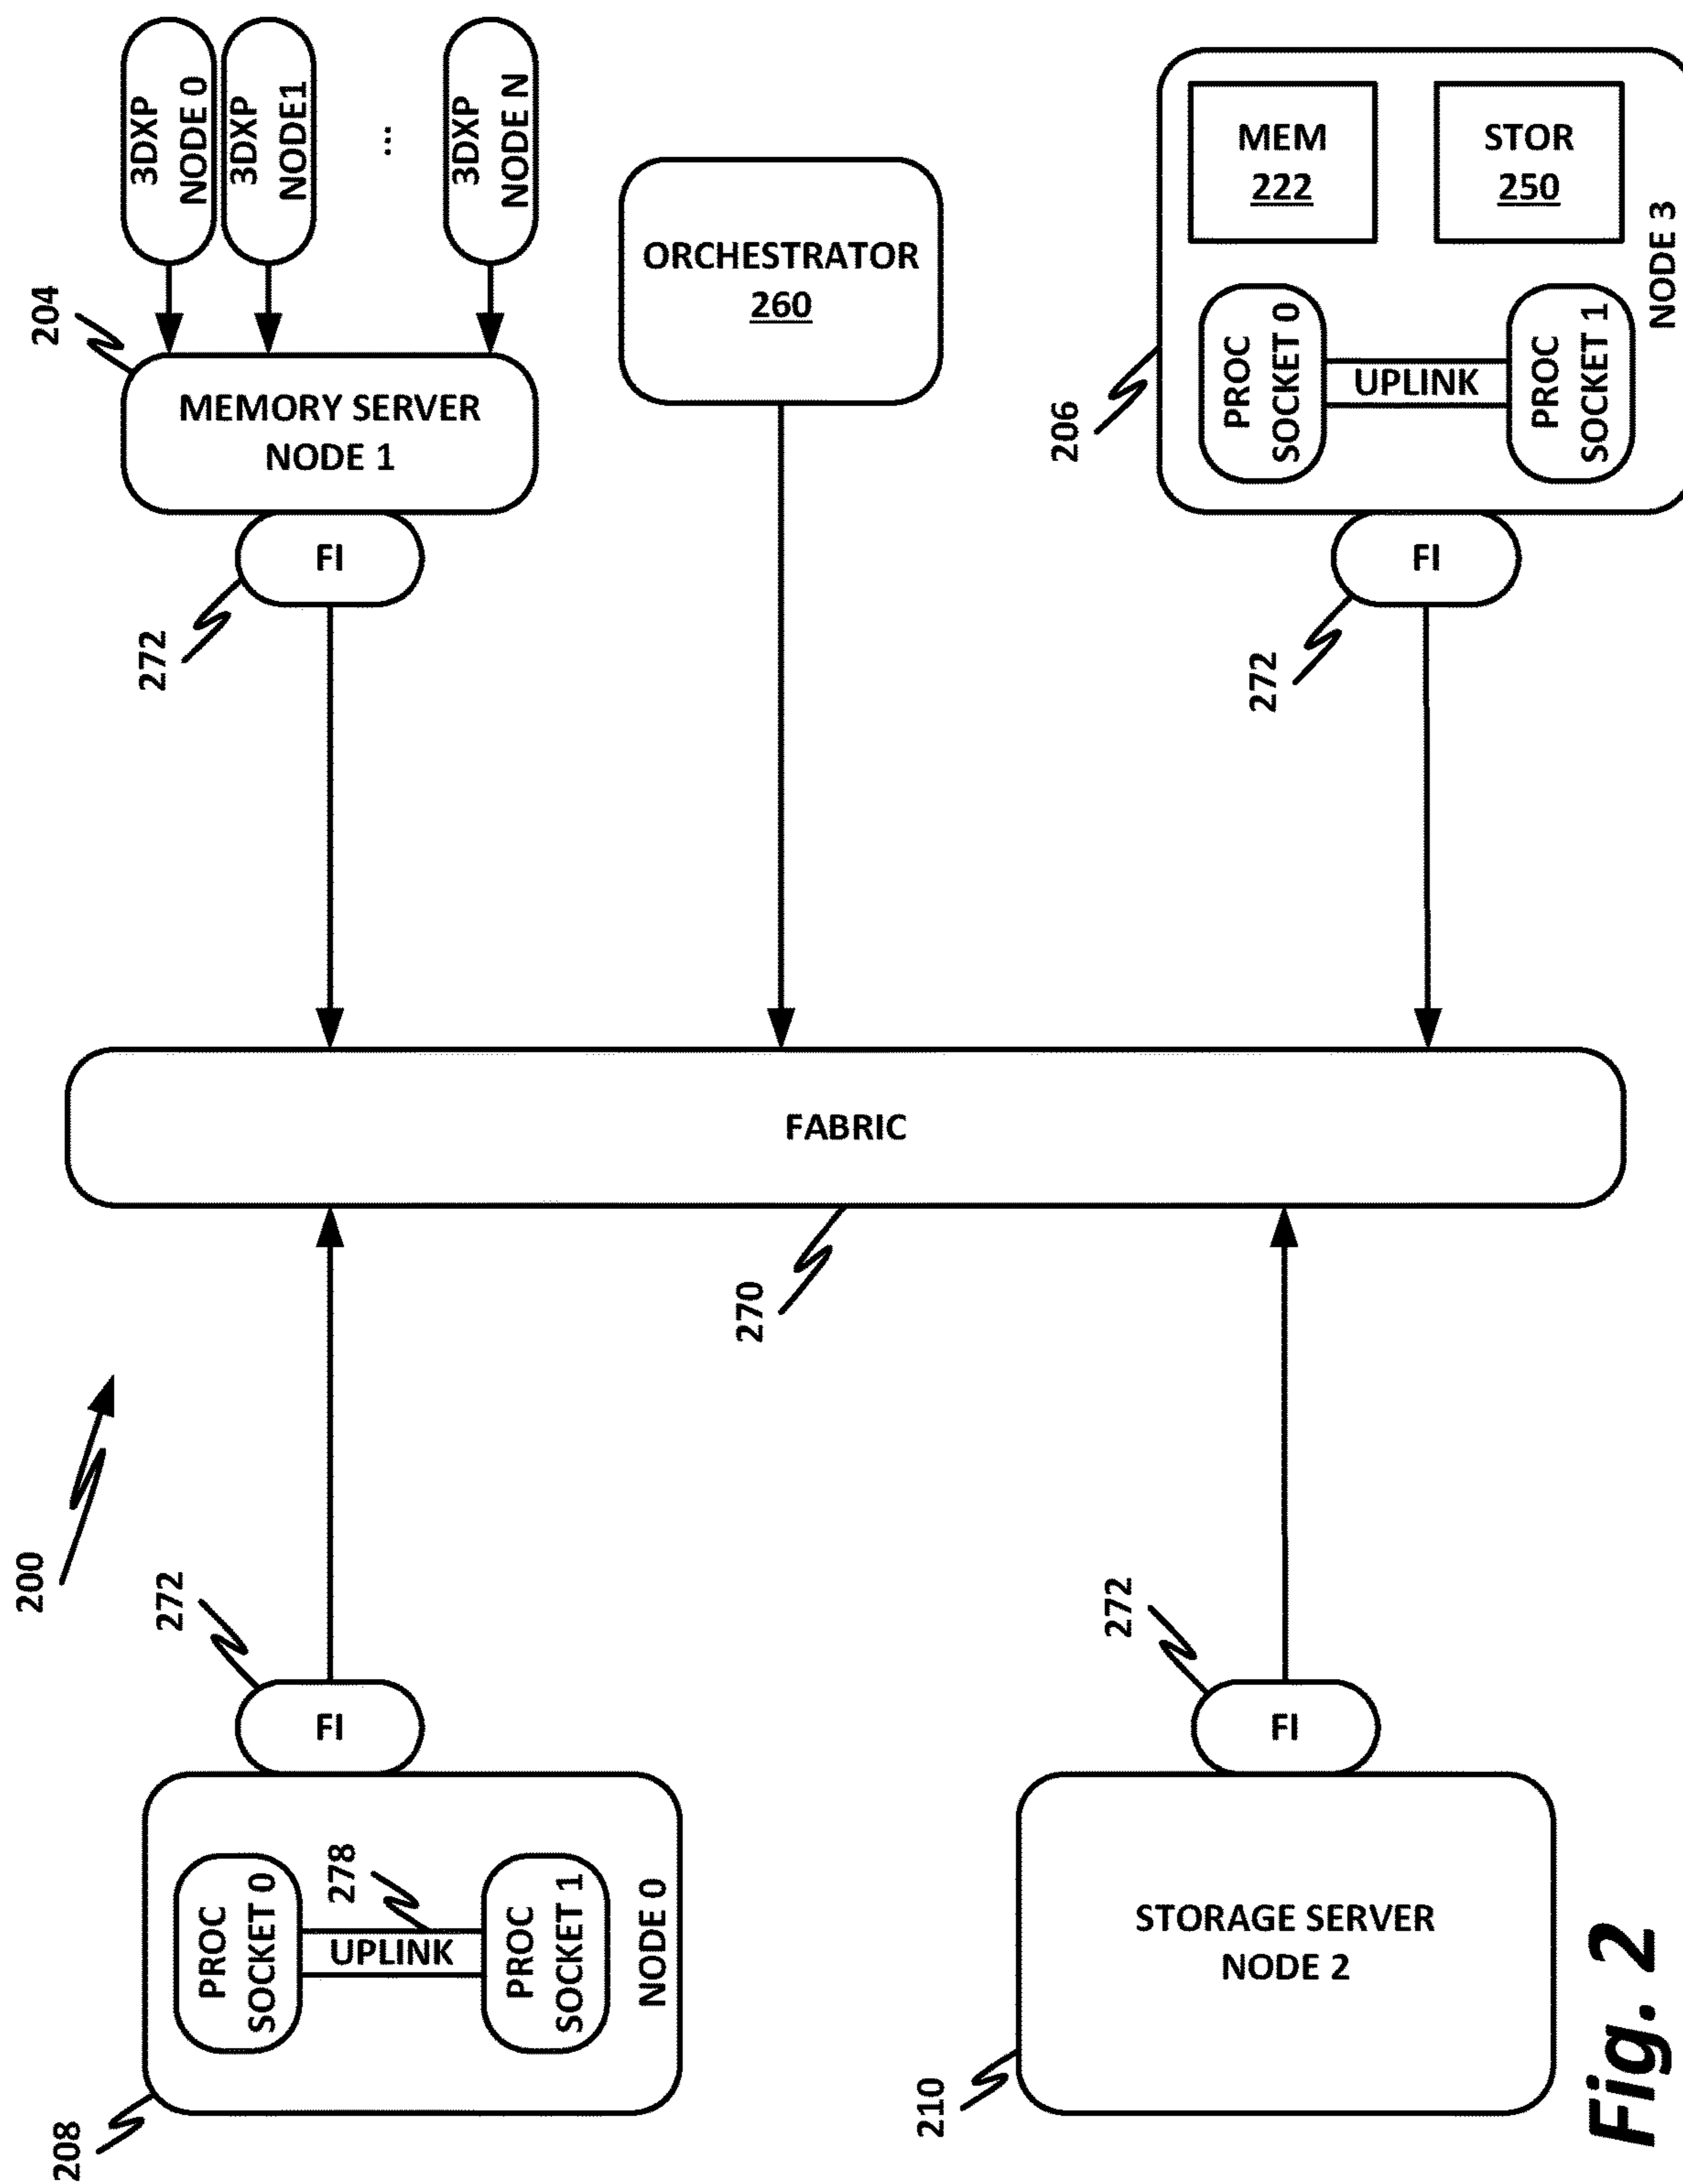 200
208
PROC
SOCKET 0
278
UPLINK
PROC
SOCKET 1
NODE 0
FI
272
210
STORAGE SERVER
NODE 2
FI
272
FABRIC
270
272
FI
204
MEMORY SERVER
NODE 1
3DXP
NODE 0
3DXP
NODE1
...
3DXP
NODE N
ORCHESTRATOR
260
272
FI
206
PROC
SOCKET 0
UPLINK
PROC
SOCKET 1
MEM
222
STOR
250
NODE 3
Fig. 2